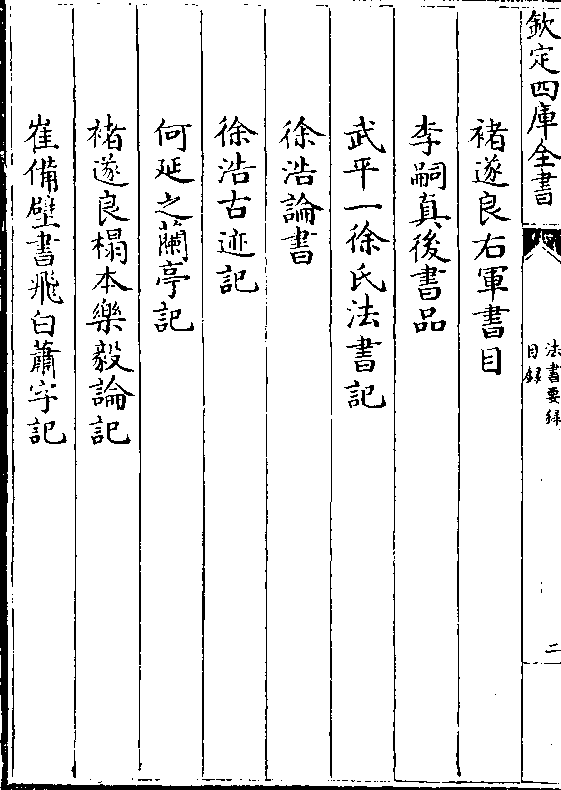 欽定四庫全書
法書要錄
目錄
二
褚遂良右軍書目
李嗣真後書品
武平一徐氏法書記
徐浩論書
徐浩古迹記
何延之蘭亭記
褚遂良榻本樂毅論記
崔備壁書飛白蕭字記